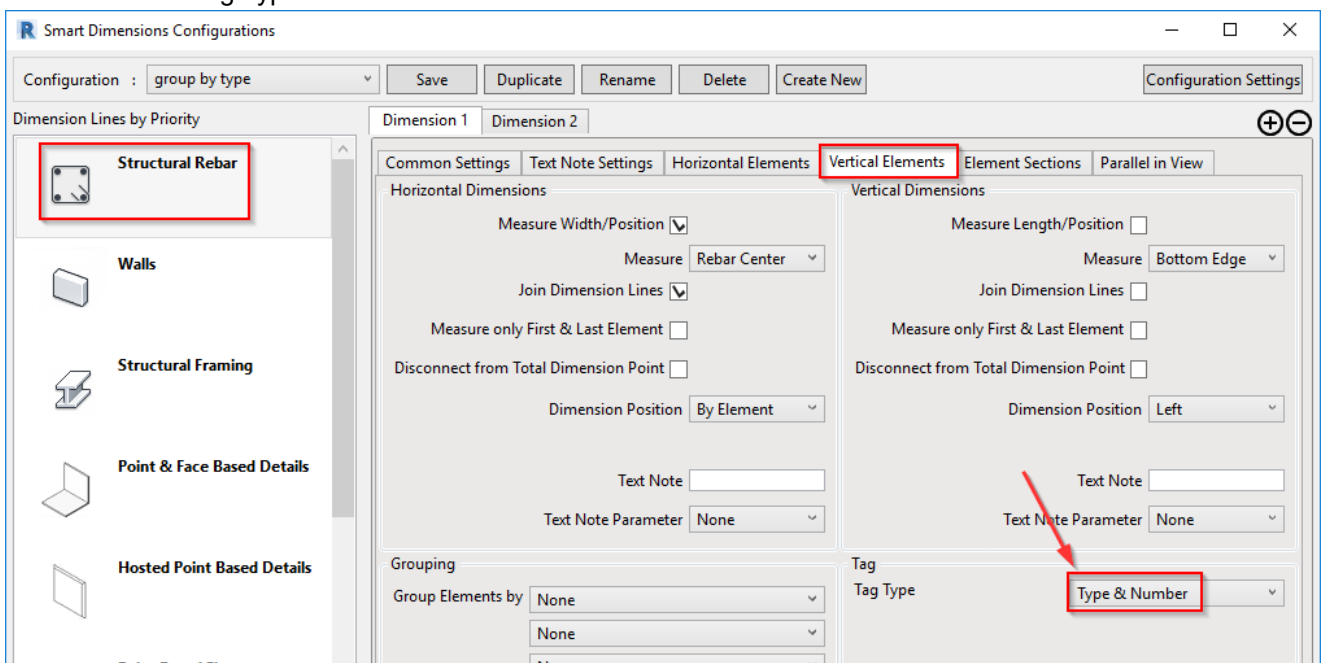 Smart Dimensions Configurations
Configuration : group by type Save Duplicate Rename Delete Create New Configuration Settings
Dimension Lines by Priority
Dimension 1 Dimension 2
Structural Rebar
Common Settings Text Note Settings Horizontal Elements Vertical Elements Element Sections Parallel in View
Horizontal Dimensions Vertical Dimensions
Measure Width/Position Measure Length/Position
Measure Rebar Center Measure Bottom Edge
Walls
Join Dimension Lines Join Dimension Lines
Measure only First & Last Element Measure only First & Last Element
Structural Framing
Disconnect from Total Dimension Point Disconnect from Total Dimension Point
Dimension Position By Element Dimension Position Left
Point & Face Based Details
Text Note Text Note
Text Note Parameter None Text Note Parameter None
Hosted Point Based Details
Grouping Tag
Group Elements by None Tag Type Type & Number
None